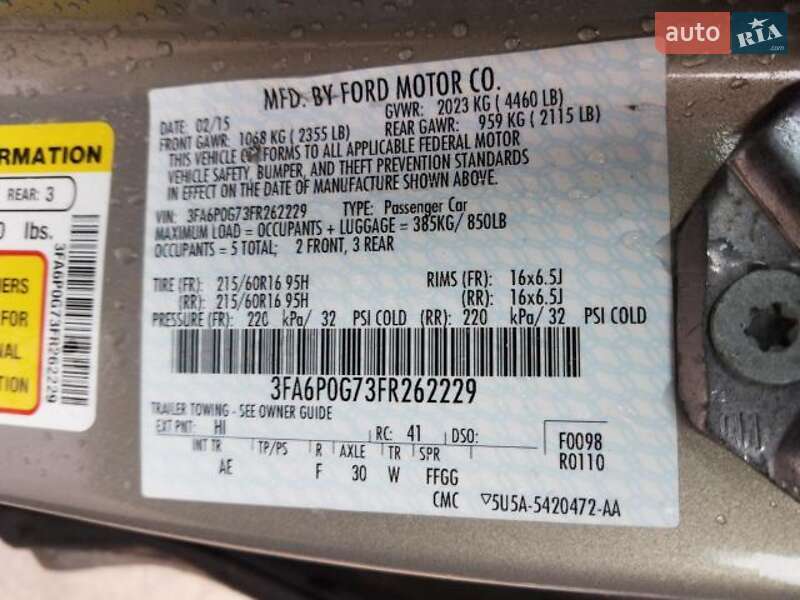 auto RIA
MFD. BY FORD MOTOR CO.
DATE: 02/15
GVWR: 2023 KG ( 4460 LB)
FRONT GAWR: 1068 KG ( 2355 LB)
REAR GAWR: 959 KG ( 2115 LB)
THIS VEHICLE CONFORMS TO ALL APPLICABLE FEDERAL MOTOR
VEHICLE SAFETY, BUMPER, AND THEFT PREVENTION STANDARDS
IN EFFECT ON THE DATE OF MANUFACTURE SHOWN ABOVE.
VIN: 3FA6P0G73FR262229 TYPE: Passenger Car
MAXIMUM LOAD = OCCUPANTS + LUGGAGE = 385KG/ 850LB
OCCUPANTS = 5 TOTAL; 2 FRONT, 3 REAR
TIRE (FR): 215/60R16 95H RIMS (FR): 16x6.5J
(RR): 215/60R16 95H (RR): 16x6.5J
PRESSURE (FR): 220 kPa/ 32 PSI COLD (RR): 220 kPa/ 32 PSI COLD
3FA6P0G73FR262229
TRAILER TOWING - SEE OWNER GUIDE
EXT PNT: HI RC: 41 DSO:
INT TR TP/PS R AXLE TR SPR
AE F 30 W FFGG
F0098
R0110
CMC ▽5U5A-5420472-AA
ORMATION
REAR: 3
lbs.
FOR
3FA6P0G73FR262229